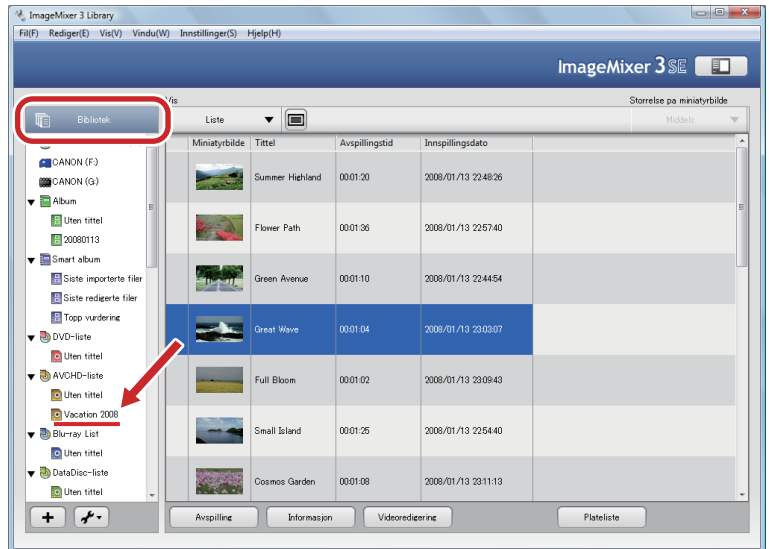 ImageMixer 3 Library
Fil(F) Rediger(E) Vis(V) Vindu(W) Innstillinger(S) Hjelp(H)
ImageMixer 3 SE
Vis
Storrelse pa miniatyrbilde
Bibliotek
Liste
Middels
Miniatyrbilde Tittel Avspillingstid Innspillingsdato
CANON (F:)
CANON (G:)
Album
Uten tittel
20080113
Smart album
Siste importerte filer
Siste redigerte filer
Topp vurdering
DVD-liste
Uten tittel
AVCHD-liste
Uten tittel
Vacation 2008
Blu-ray List
Uten tittel
DataDisc-liste
Uten tittel
Summer Highland 00:01:20 2008/01/13 22:48:26
Flower Path 00:01:36 2008/01/13 22:57:40
Green Avenue 00:01:10 2008/01/13 22:44:54
Great Wave 00:01:04 2008/01/13 23:03:07
Full Bloom 00:01:02 2008/01/13 23:09:43
Small Island 00:01:25 2008/01/13 22:54:40
Cosmos Garden 00:01:08 2008/01/13 23:11:13
Avspilling Informasjon Videoredigering Plateliste